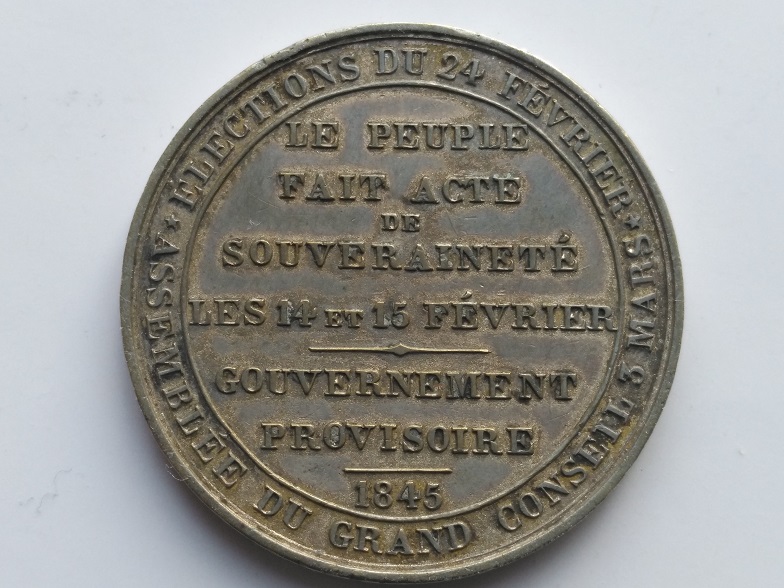 ÉLECTIONS DU 24 FÉVRIER
LE PEUPLE
FAIT ACTE
DE
SOUVERAINETÉ
LES 14 ET 15 FÉVRIER
GOUVERNEMENT
PROVISOIRE
1845
ASSEMBLÉE DU GRAND CONSEIL 3 MARS